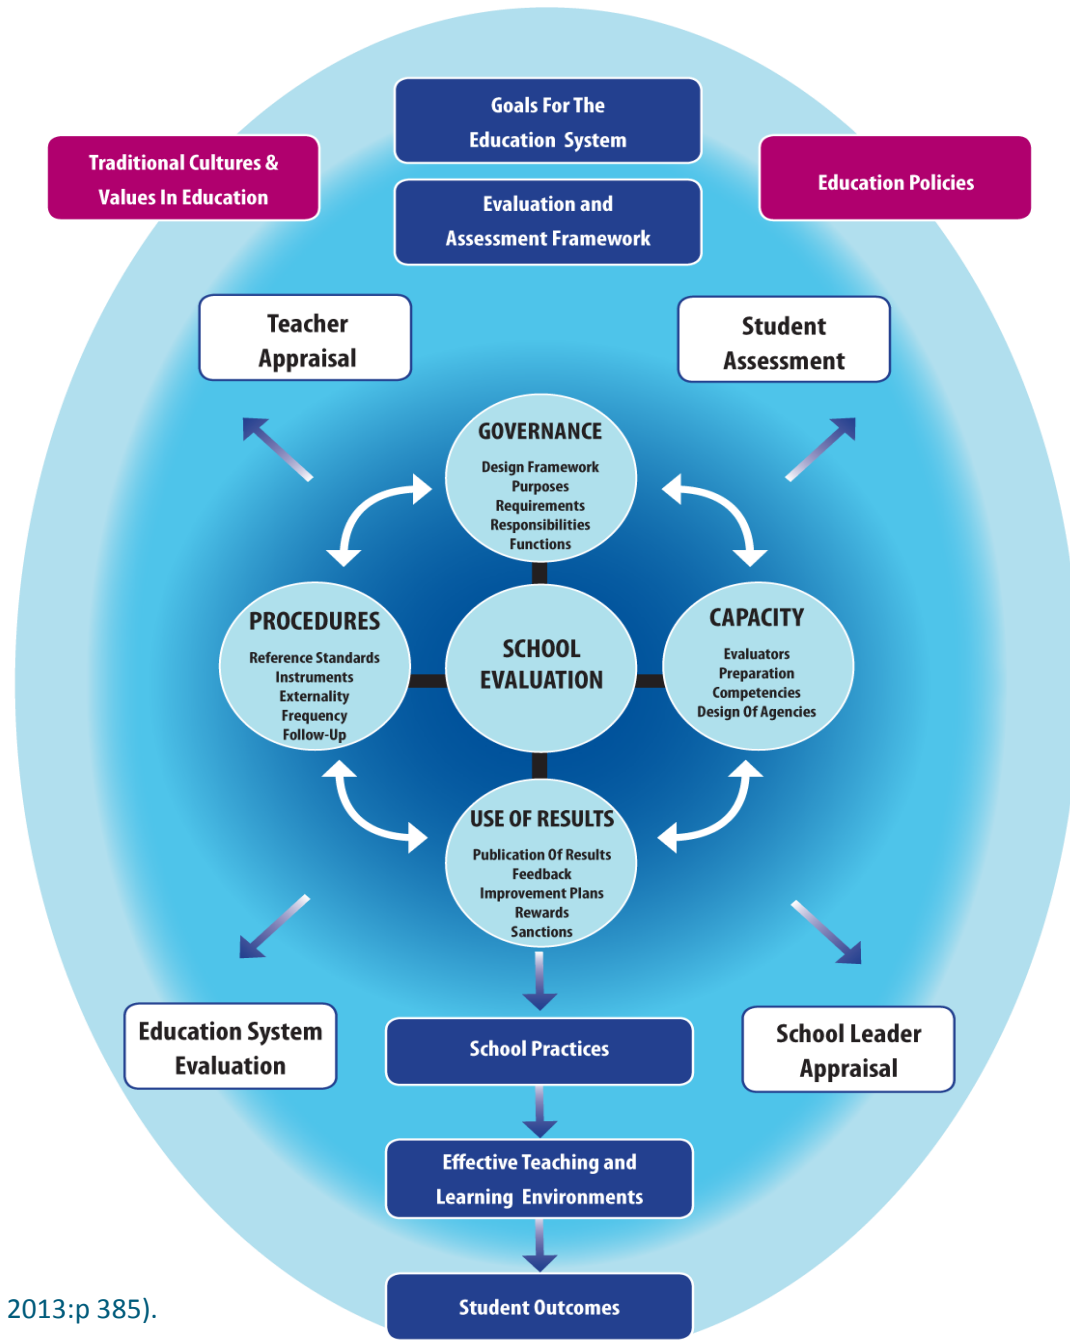 Goals For The
Education System
Traditional Cultures &
Values In Education
Education Policies
Evaluation and
Assessment Framework
Teacher
Appraisal
Student
Assessment
GOVERNANCE
Design Framework
Purposes
Requirements
Responsibilities
Functions
PROCEDURES
Reference Standards
Instruments
Externality
Frequency
Follow-Up
SCHOOL
EVALUATION
CAPACITY
Evaluators
Preparation
Competencies
Design Of Agencies
USE OF RESULTS
Publication Of Results
Feedback
Improvement Plans
Rewards
Sanctions
Education System
Evaluation
School Practices
School Leader
Appraisal
Effective Teaching and
Learning Environments
Student Outcomes
2013:p 385).